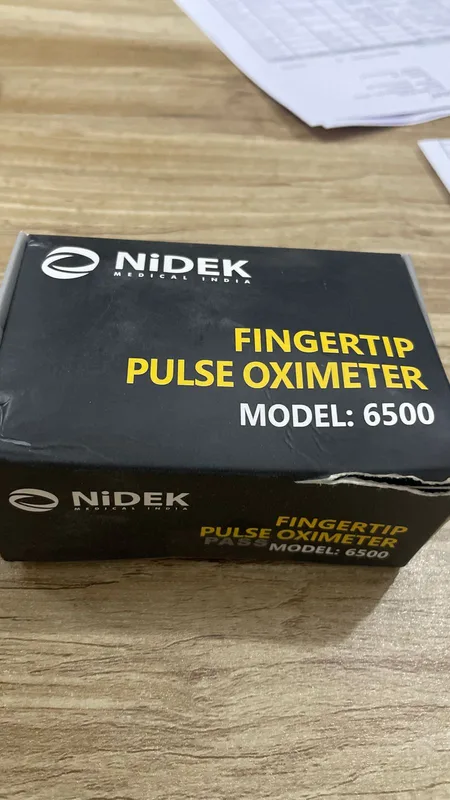 NiDEK
MEDICAL INDIA
FINGERTIP
PULSE OXIMETER
MODEL: 6500
NiDEK
MEDICAL INDIA
FINGERTIP
PULSE OXIMETER
PASS MODEL: 6500